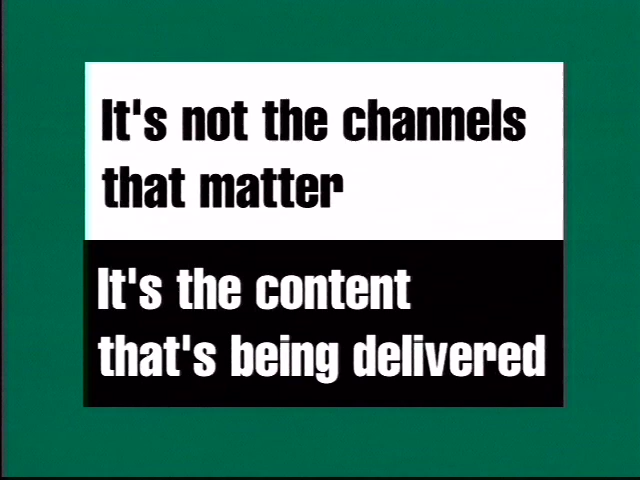 It's not the channels
that matter
It's the content
that's being delivered